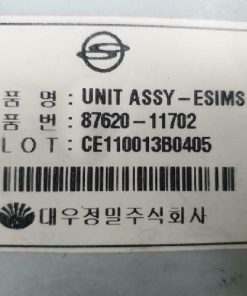 품 명 : UNIT ASSY-ESIMS
품 번 : 87620-11702
LOT : CE110013B0405
대우정밀주식회사